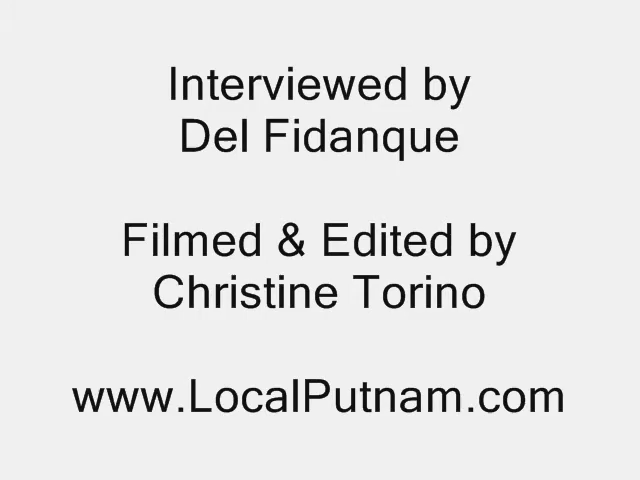 Interviewed by
Del Fidanque
Filmed & Edited by
Christine Torino
www.LocalPutnam.com